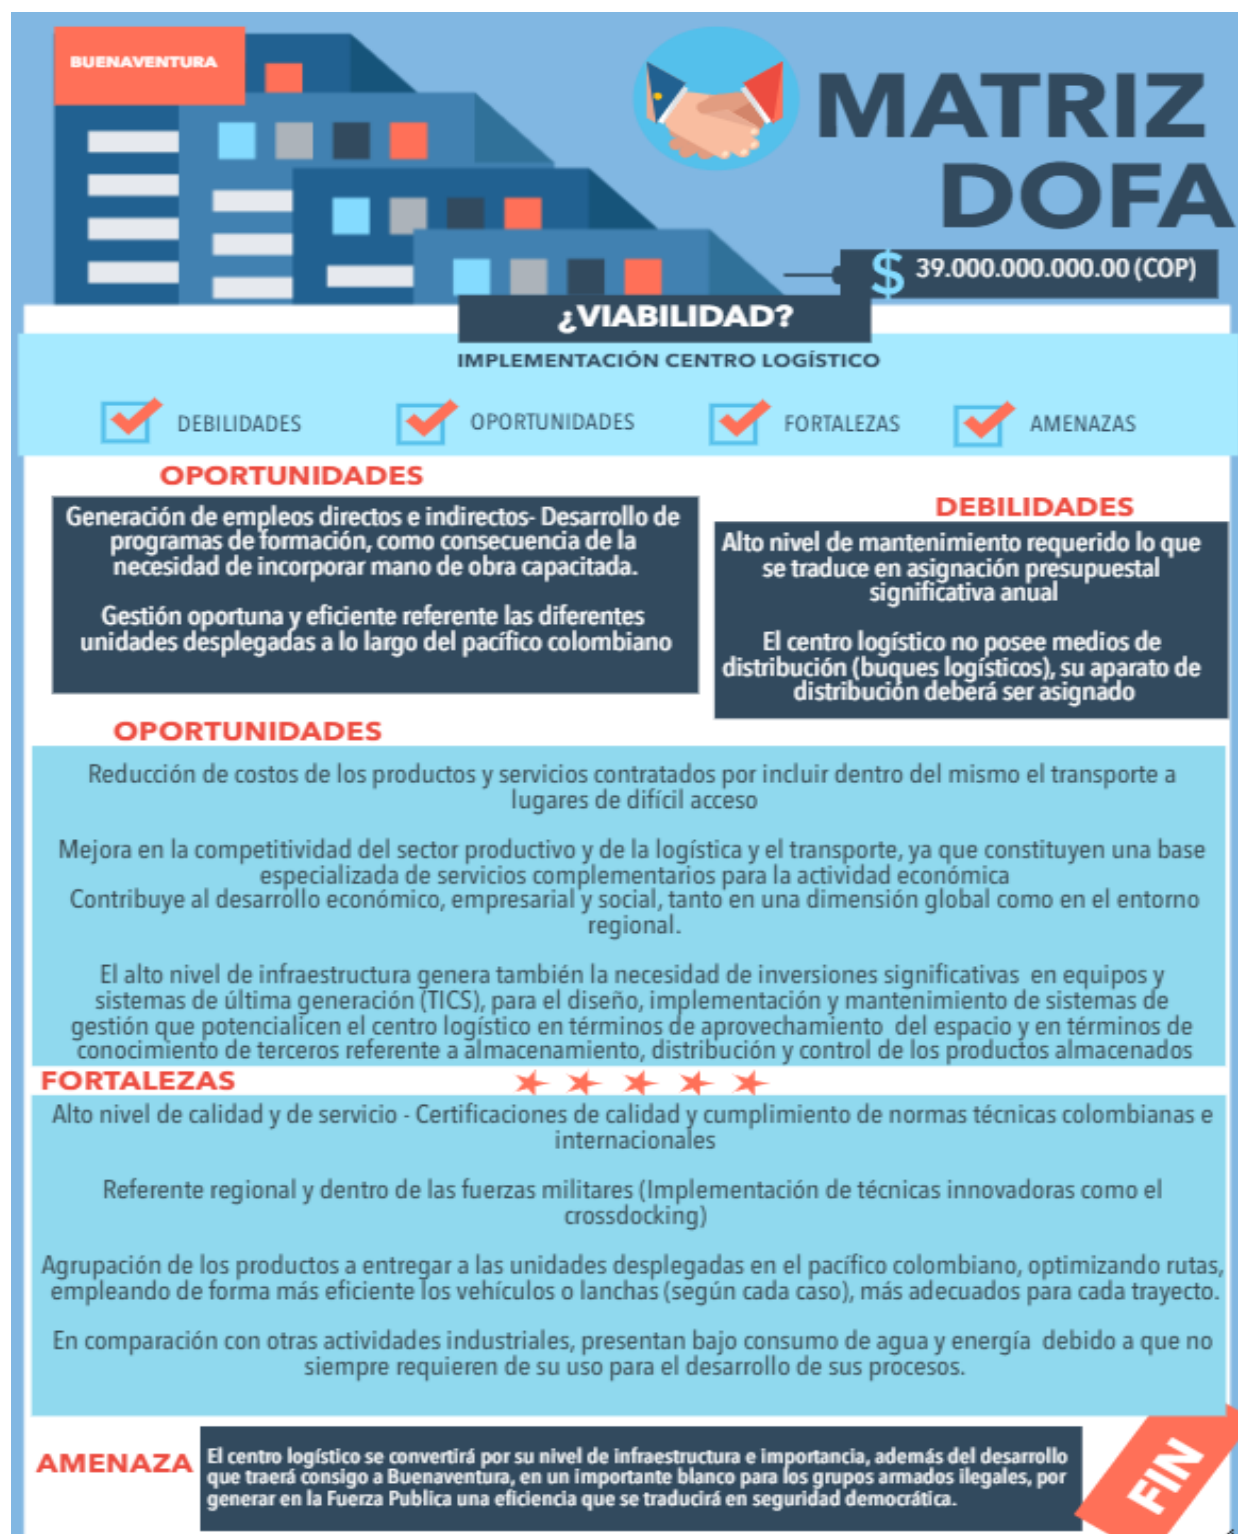 BUENAVENTURA
MATRIZ
DOFA
$ 39.000.000.000.00 (COP)
¿VIABILIDAD?
IMPLEMENTACIÓN CENTRO LOGÍSTICO
DEBILIDADES
OPORTUNIDADES
FORTALEZAS
AMENAZAS
OPORTUNIDADES
Generación de empleos directos e indirectos- Desarrollo de
programas de formación, como consecuencia de la
necesidad de incorporar mano de obra capacitada.
Gestión oportuna y eficiente referente las diferentes
unidades desplegadas a lo largo del pacífico colombiano
DEBILIDADES
Alto nivel de mantenimiento requerido lo que
se traduce en asignación presupuestal
significativa anual
El centro logístico no posee medios de
distribución (buques logísticos), su aparato de
distribución deberá ser asignado
OPORTUNIDADES
Reducción de costos de los productos y servicios contratados por incluir dentro del mismo el transporte a
lugares de difícil acceso
Mejora en la competitividad del sector productivo y de la logística y el transporte, ya que constituyen una base
especializada de servicios complementarios para la actividad económica
Contribuye al desarrollo económico, empresarial y social, tanto en una dimensión global como en el entorno
regional.
El alto nivel de infraestructura genera también la necesidad de inversiones significativas en equipos y
sistemas de última generación (TICS), para el diseño, implementación y mantenimiento de sistemas de
gestión que potencialicen el centro logístico en términos de aprovechamiento del espacio y en términos de
conocimiento de terceros referente a almacenamiento, distribución y control de los productos almacenados
FORTALEZAS
Alto nivel de calidad y de servicio - Certificaciones de calidad y cumplimiento de normas técnicas colombianas e
internacionales
Referente regional y dentro de las fuerzas militares (Implementación de técnicas innovadoras como el
crossdocking)
Agrupación de los productos a entregar a las unidades desplegadas en el pacífico colombiano, optimizando rutas,
empleando de forma más eficiente los vehículos o lanchas (según cada caso), más adecuados para cada trayecto.
En comparación con otras actividades industriales, presentan bajo consumo de agua y energía debido a que no
siempre requieren de su uso para el desarrollo de sus procesos.
AMENAZA
El centro logístico se convertirá por su nivel de infraestructura e importancia, además del desarrollo
que traerá consigo a Buenaventura, en un importante blanco para los grupos armados ilegales, por
generar en la Fuerza Publica una eficiencia que se traducirá en seguridad democrática.
FIN